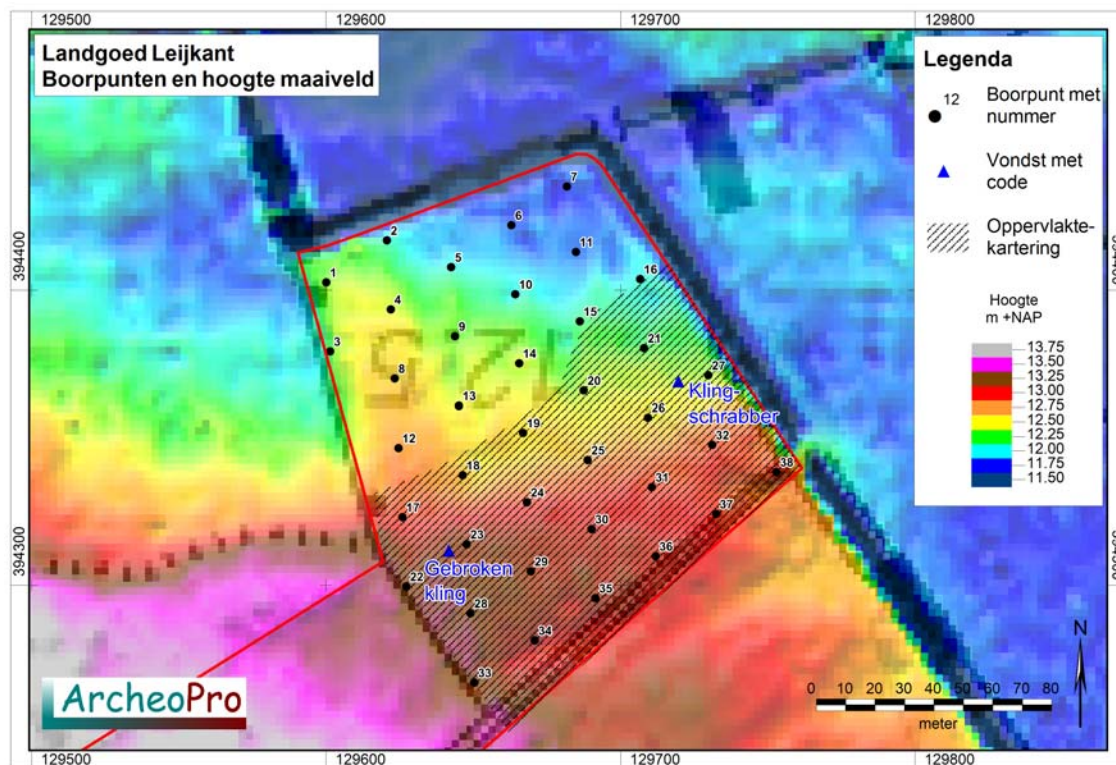 129500 129600 129700 129800
Landgoed Leijkant
Boorpunten en hoogte maaiveld
Legenda
12 Boorpunt met
nummer
Vondst met
code
Oppervlakte-
kartering
Hoogte
m +NAP
13.75
13.50
13.25
13.00
12.75
12.50
12.25
12.00
11.75
11.50
394400
394300
7
6
2
11
5
16
1
10
4
15
9
21
3
14
27
8
20
Kling-
schrabber
13
26
19
32
12
25
38
18
31
24
37
17
30
23
36
Gebroken
kling
29
22
35
28
34
33
125
N
ArcheoPro
0 10 20 30 40 50 60 70 80
meter
129500 129600 129700 129800